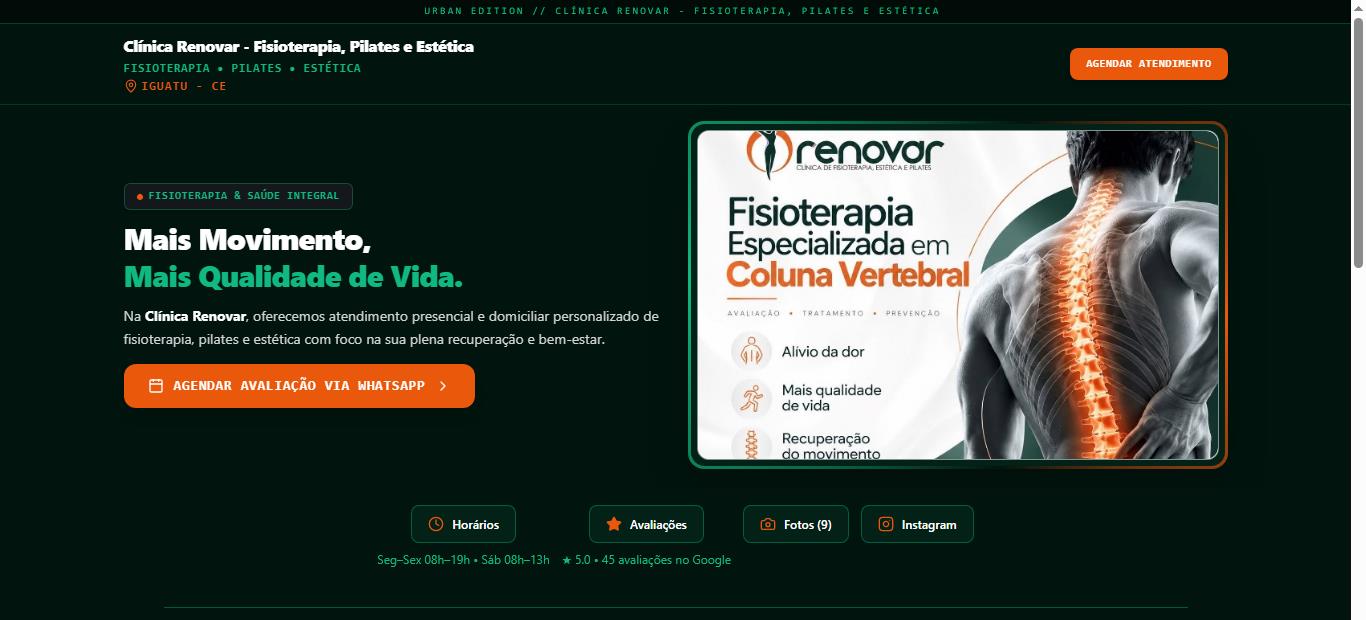 URBAN EDITION // CLÍNICA RENOVAR - FISIOTERAPIA, PILATES E ESTÉTICA
Clínica Renovar - Fisioterapia, Pilates e Estética
FISIOTERAPIA • PILATES • ESTÉTICA
IGUATU - CE
AGENDAR ATENDIMENTO
FISIOTERAPIA & SAÚDE INTEGRAL
Mais Movimento,
Mais Qualidade de Vida.
Na Clínica Renovar, oferecemos atendimento presencial e domiciliar personalizado de
fisioterapia, pilates e estética com foco na sua plena recuperação e bem-estar.
AGENDAR AVALIAÇÃO VIA WHATSAPP
renovar
CLÍNICA DE FISIOTERAPIA, ESTÉTICA E PILATES
Fisioterapia
Especializada em
Coluna Vertebral
AVALIAÇÃO • TRATAMENTO • PREVENÇÃO
Alívio da dor
Mais qualidade
de vida
Recuperação
do movimento
Horários
Avaliações
Fotos (9)
Instagram
Seg–Sex 08h–19h • Sáb 08h–13h
★ 5.0 • 45 avaliações no Google